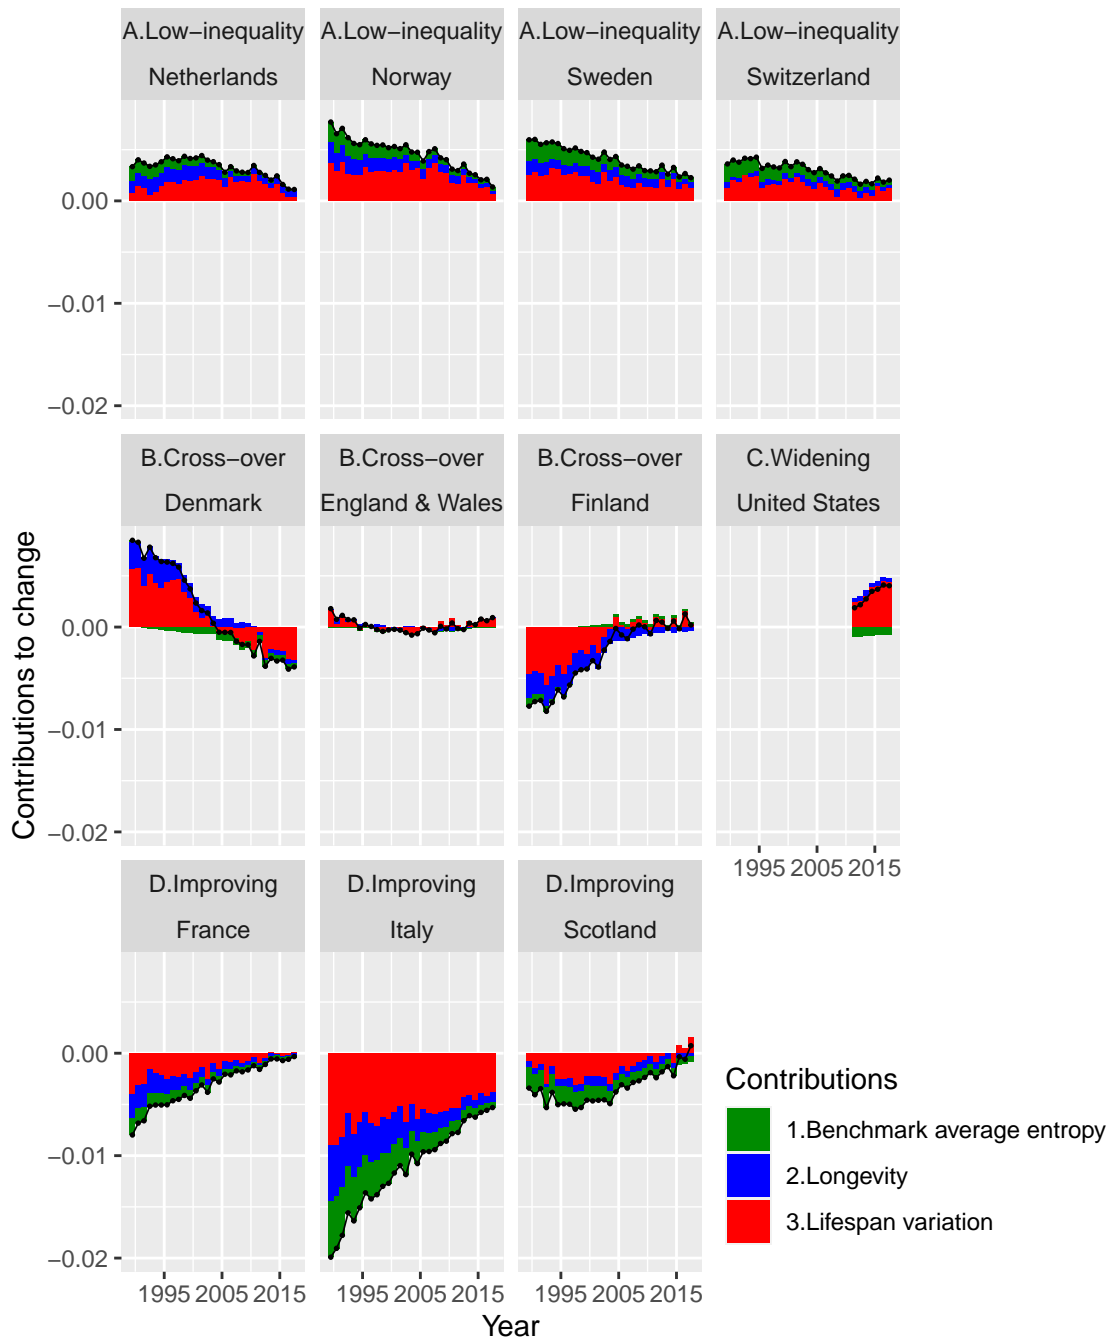 A.Low−inequality A.Low−inequality A.Low−inequality A.Low−inequality
Netherlands Norway Sweden Switzerland
0.00
−0.01
−0.02
B.Cross−over B.Cross−over B.Cross−over C.Widening
Denmark England & Wales Finland United States
0.00
−0.01
−0.02
1995 2005 2015
D.Improving D.Improving D.Improving
France Italy Scotland
0.00
−0.01
−0.02
1995 2005 2015 1995 2005 2015 1995 2005 2015
Year
Contributions to change
Contributions
1.Benchmark average entropy
2.Longevity
3.Lifespan variation